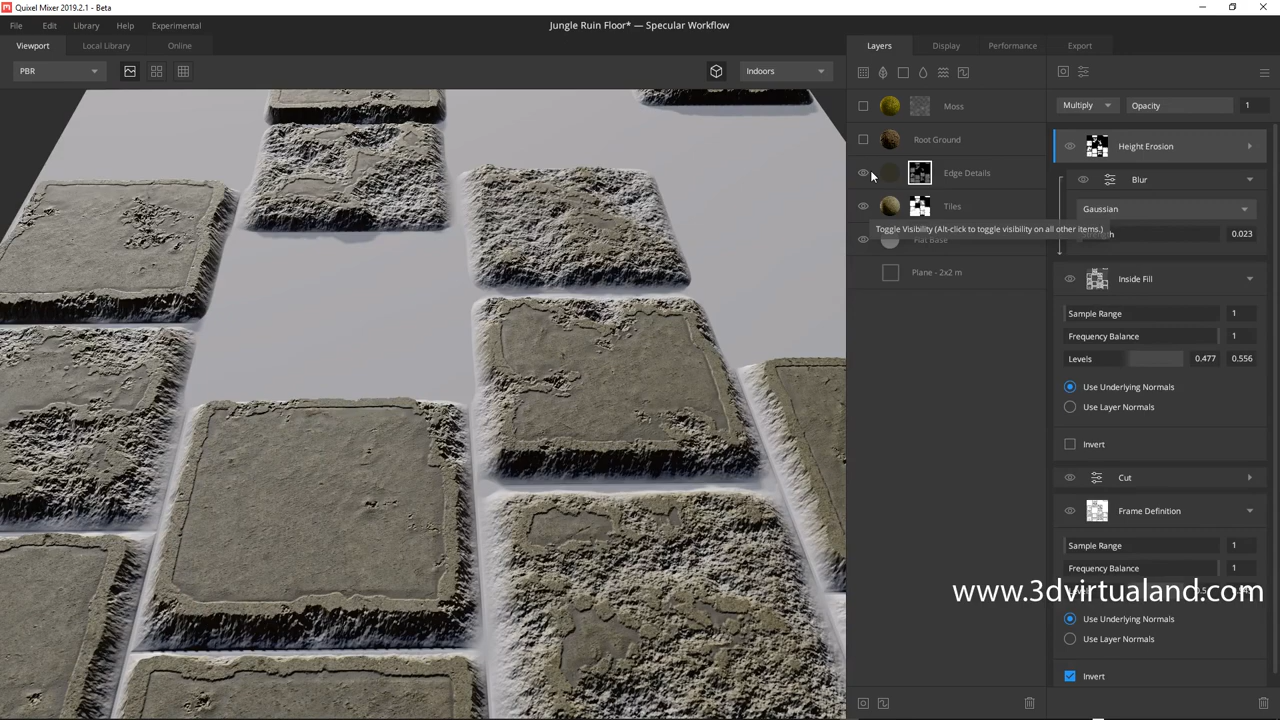 Quixel Mixer 2019.2.1 - Beta
File Edit Library Help Experimental
Jungle Ruin Floor* — Specular Workflow
Viewport Local Library Online
Layers Display Performance Export
PBR
Indoors
Moss
Root Ground
Edge Details
Tiles
Toggle Visibility (Alt-click to toggle visibility on all other items.)
Flat Base
Plane - 2x2 m
Multiply Opacity 1
Height Erosion
Blur
Gaussian
0.023
Inside Fill
Sample Range 1
Frequency Balance 1
Levels 0.477 0.556
Use Underlying Normals
Use Layer Normals
Invert
Cut
Frame Definition
Sample Range 1
Frequency Balance 1
www.3dvirtualand.com
Use Underlying Normals
Use Layer Normals
Invert